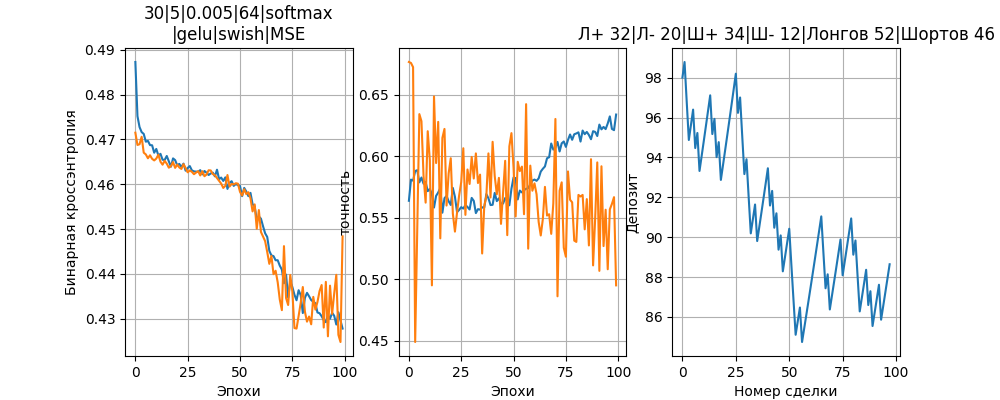 30|5|0.005|64|softmax
|gelu|swish|MSE
Л+ 32|Л- 20|Ш+ 34|Ш- 12|Лонгов 52|Шортов 46
Бинарная кроссэнтропия
0.49
0.48
0.47
0.46
0.45
0.44
0.43
0 25 50 75 100
Эпохи
Точность
0.65
0.60
0.55
0.50
0.45
0 25 50 75 100
Эпохи
Депозит
98
96
94
92
90
88
86
0 25 50 75 100
Номер сделки